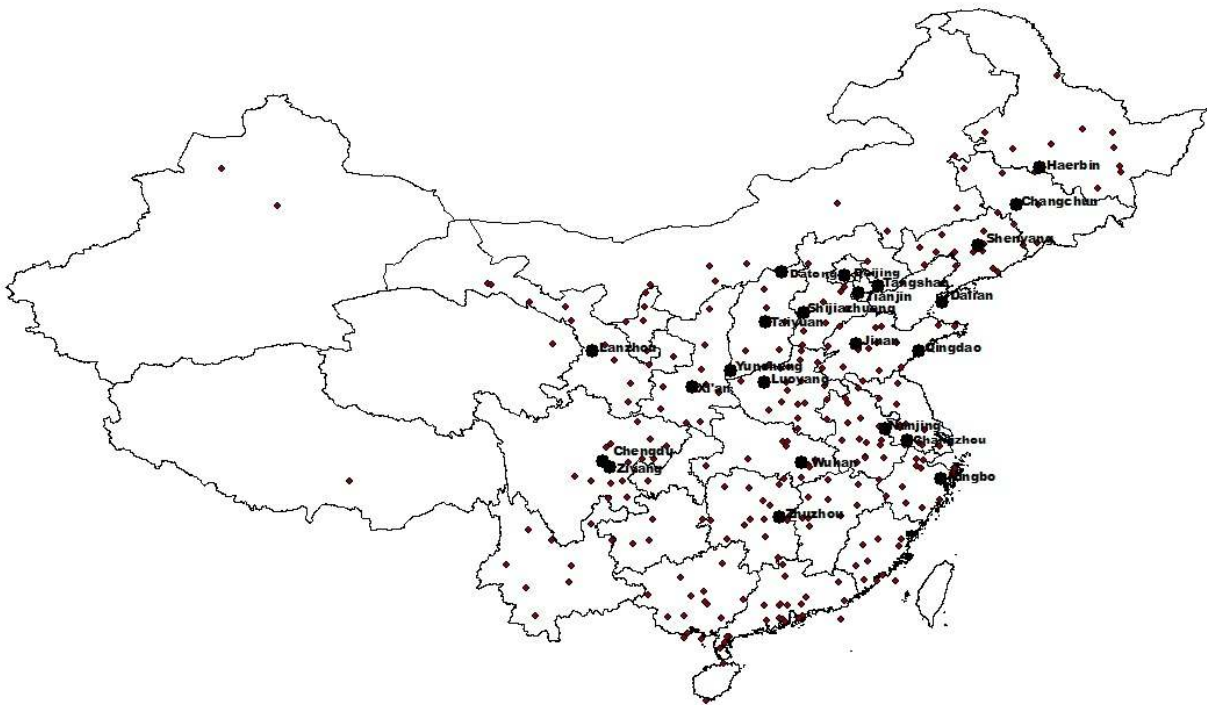 Haerbin
Changchun
Shenyang
Datong
Beijing
Tangshan
Tianjin
Dalian
Shijiazhuang
Taiyuan
Jinan
Qingdao
Lanzhou
Yuncheng
Luoyang
Xi'an
Nanjing
Changzhou
Chengdu
Ziyang
Wuhan
Ningbo
Zhuzhou